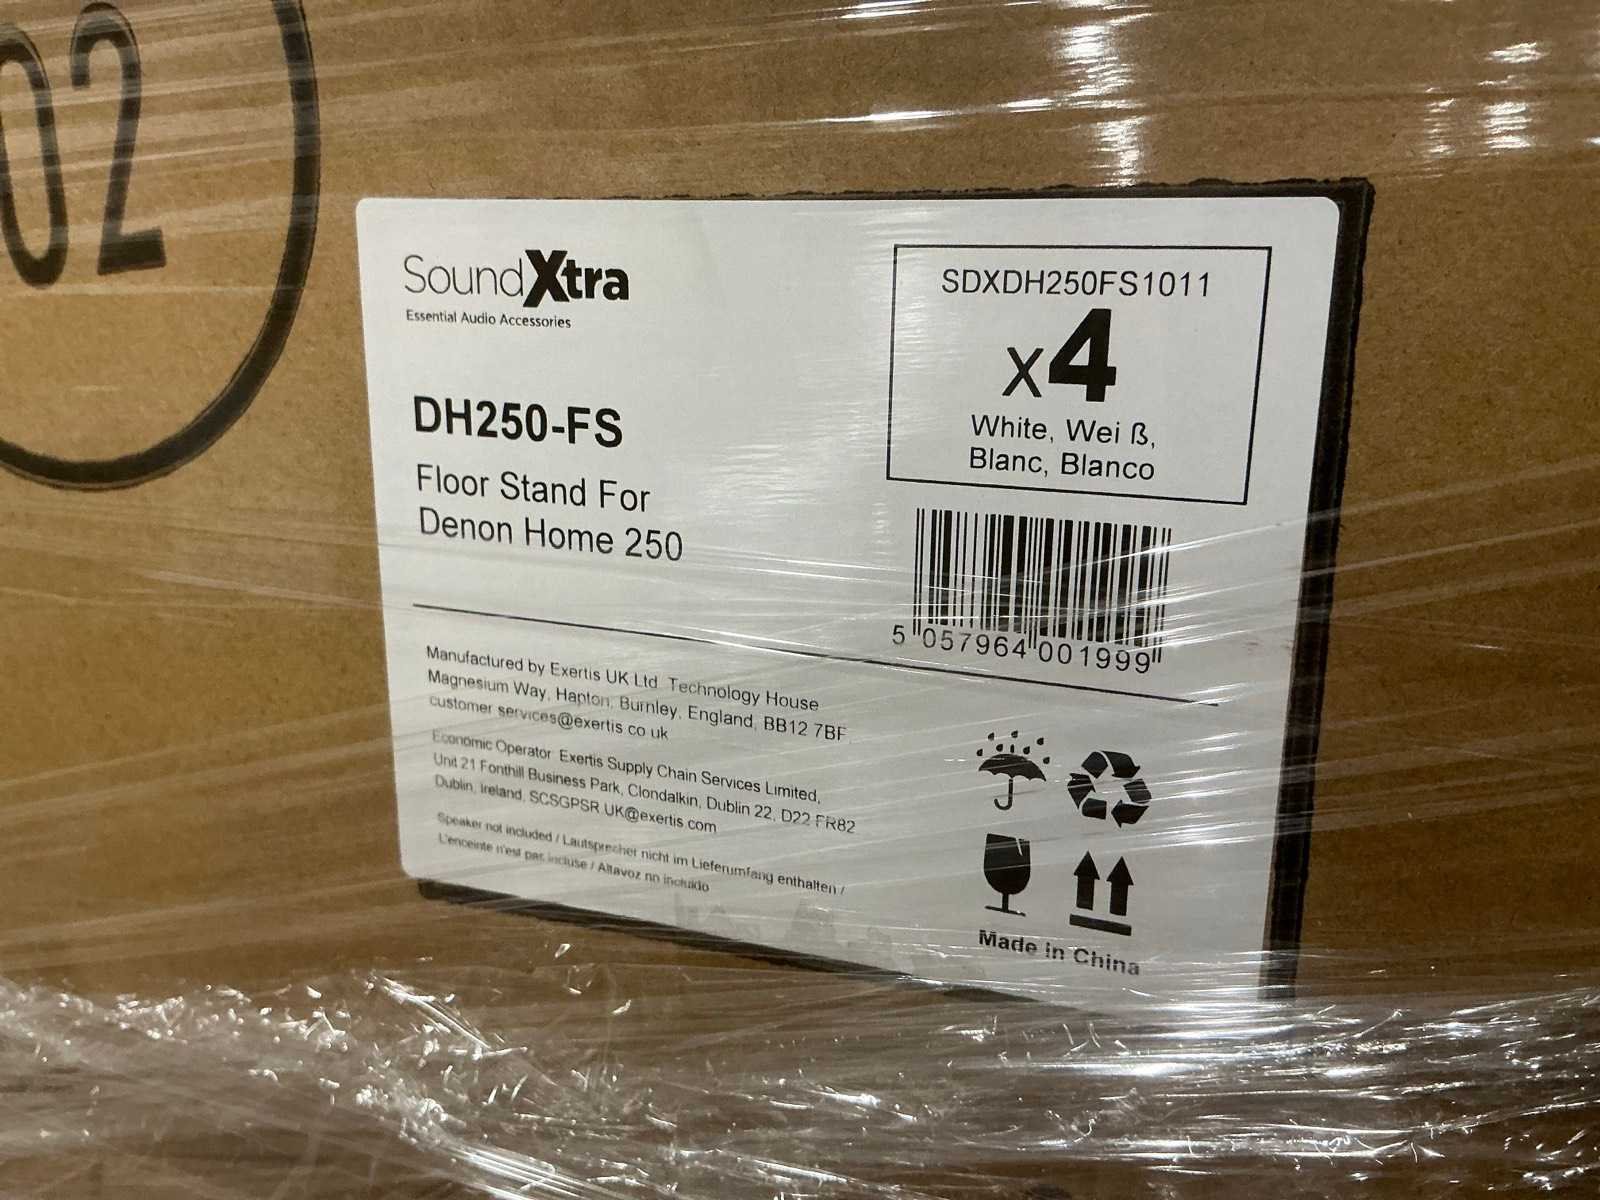 02
SoundXtra
Essential Audio Accessories
DH250-FS
Floor Stand For
Denon Home 250
SDXDH250FS1011
x4
White, Wei ß,
Blanc, Blanco
5 057964 001999
Manufactured by Exertis UK Ltd Technology House
Magnesium Way, Hapton, Burnley, England, BB12 7BF
customer services@exertis co uk
Economic Operator Exertis Supply Chain Services Limited,
Unit 21 Fonthill Business Park, Clondalkin, Dublin 22, D22 FR82
Dublin, Ireland, SCSGPSR UK@exertis com
Speaker not included / Lautsprecher nicht im Lieferumfang enthalten /
L'enceinte n'est pas incluse / Altavoz no incluido
Made in China